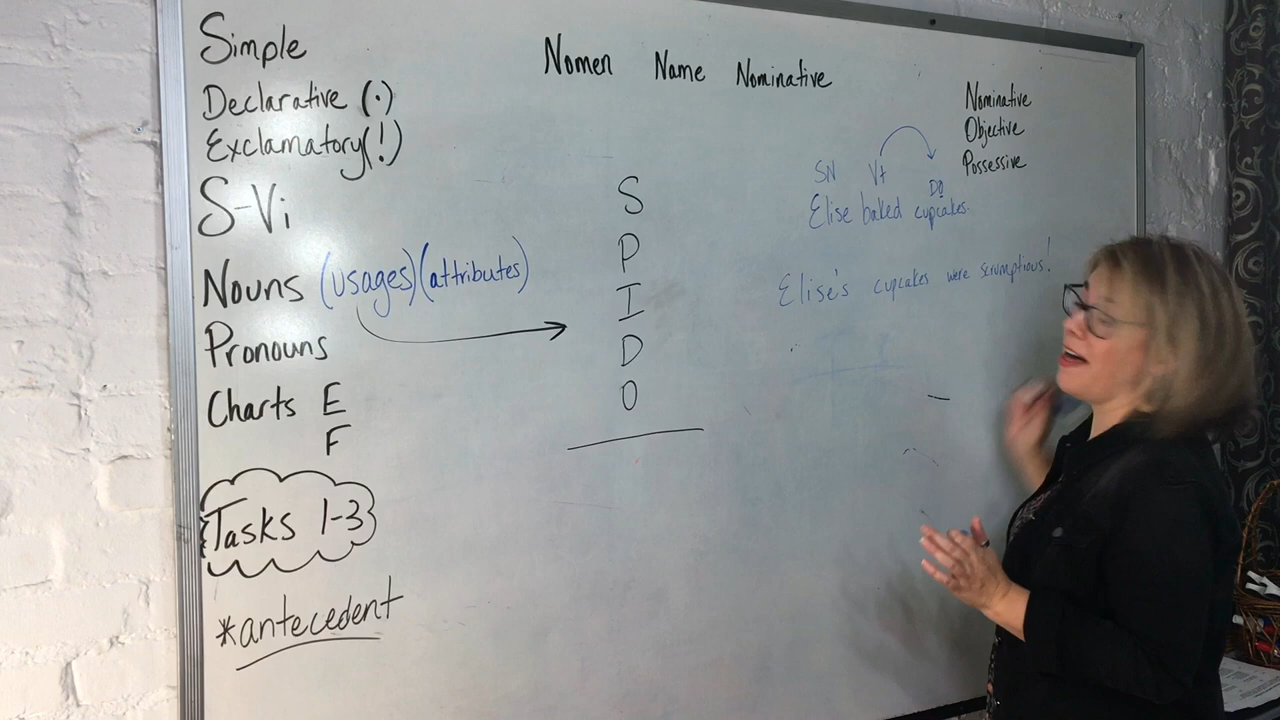 Simple
Declarative (.)
Exclamatory(!)
S-Vi
Nouns (usages)(attributes)
Pronouns
Charts E
F
Tasks 1-3
*antecedent
Nomen Name Nominative
S
P
I
D
O
Nominative
Objective
Possessive
SN Vt DO
Elise baked cupcakes.
Elise's cupcakes were scrumptious!